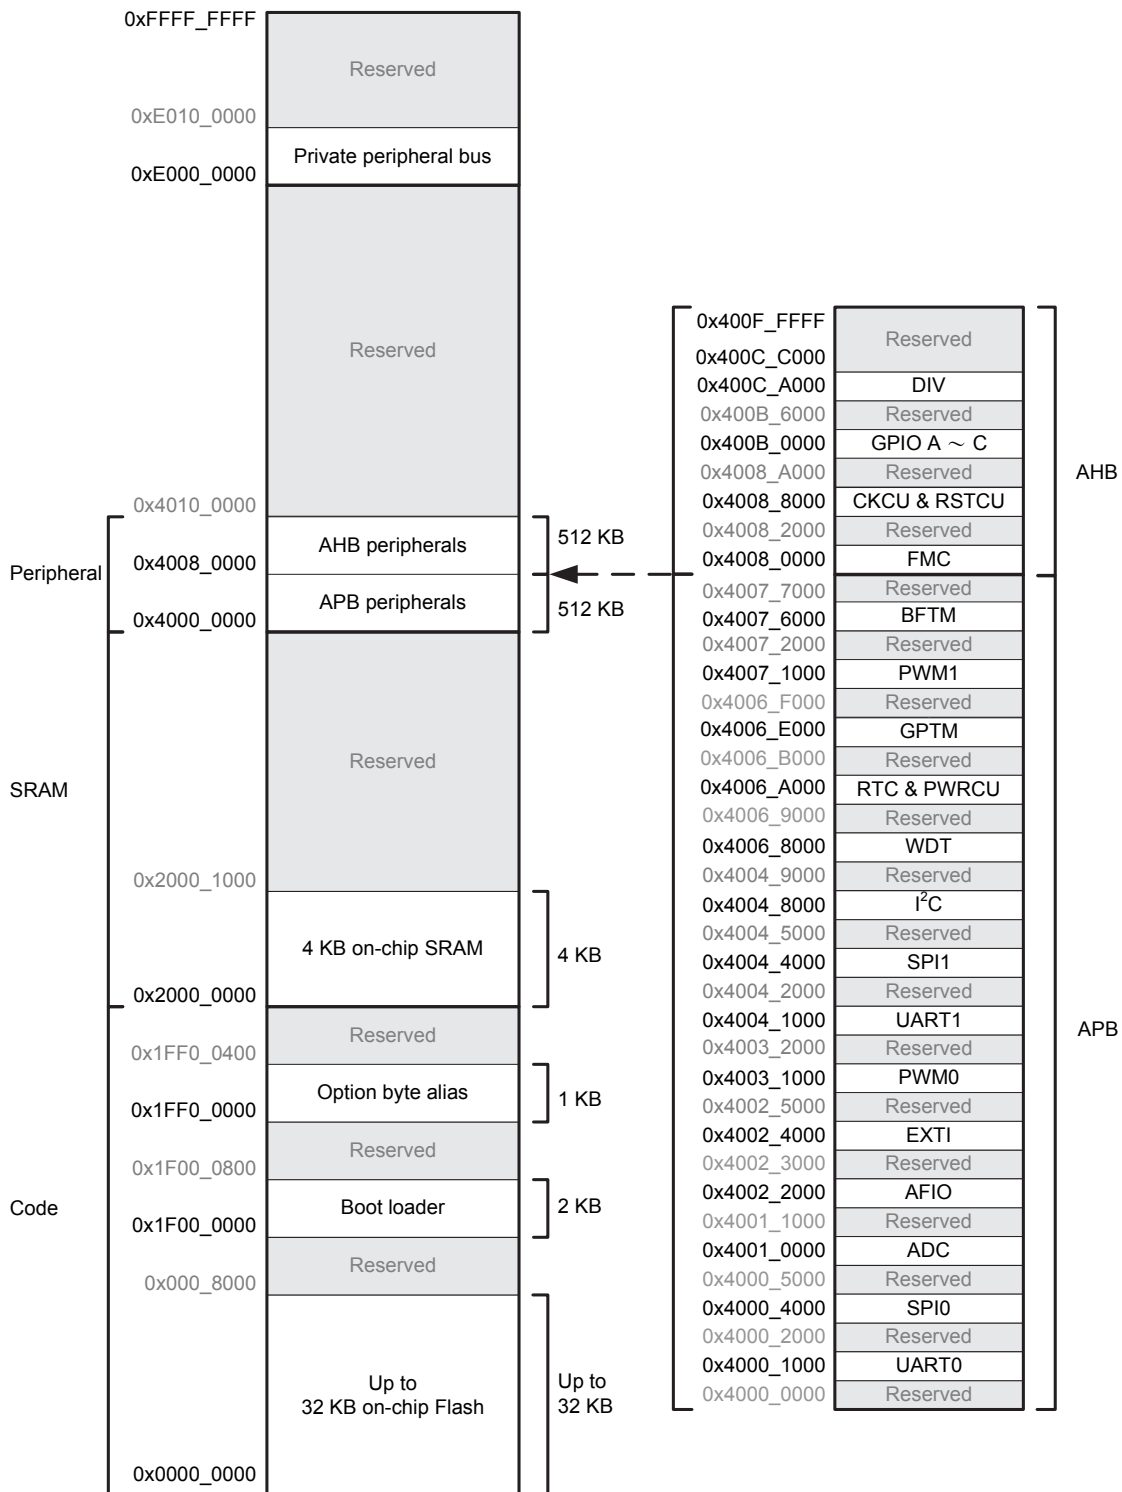 0xFFFF_FFFF
Reserved
0xE010_0000
Private peripheral bus
0xE000_0000
Reserved
0x4010_0000
Peripheral
AHB peripherals
512 KB
0x4008_0000
APB peripherals
512 KB
0x4000_0000
Reserved
SRAM
0x2000_1000
4 KB on-chip SRAM
4 KB
0x2000_0000
Reserved
0x1FF0_0400
Option byte alias
1 KB
0x1FF0_0000
Reserved
0x1F00_0800
Code
Boot loader
2 KB
0x1F00_0000
Reserved
0x000_8000
Up to
32 KB on-chip Flash
Up to
32 KB
0x0000_0000
0x400F_FFFF
Reserved
0x400C_C000
0x400C_A000 DIV
0x400B_6000 Reserved
0x400B_0000 GPIO A ~ C
0x4008_A000 Reserved
AHB
0x4008_8000 CKCU & RSTCU
0x4008_2000 Reserved
0x4008_0000 FMC
0x4007_7000 Reserved
0x4007_6000 BFTM
0x4007_2000 Reserved
0x4007_1000 PWM1
0x4006_F000 Reserved
0x4006_E000 GPTM
0x4006_B000 Reserved
0x4006_A000 RTC & PWRCU
0x4006_9000 Reserved
0x4006_8000 WDT
0x4004_9000 Reserved
0x4004_8000 I²C
0x4004_5000 Reserved
0x4004_4000 SPI1
0x4004_2000 Reserved
0x4004_1000 UART1
APB
0x4003_2000 Reserved
0x4003_1000 PWM0
0x4002_5000 Reserved
0x4002_4000 EXTI
0x4002_3000 Reserved
0x4002_2000 AFIO
0x4001_1000 Reserved
0x4001_0000 ADC
0x4000_5000 Reserved
0x4000_4000 SPI0
0x4000_2000 Reserved
0x4000_1000 UART0
0x4000_0000 Reserved